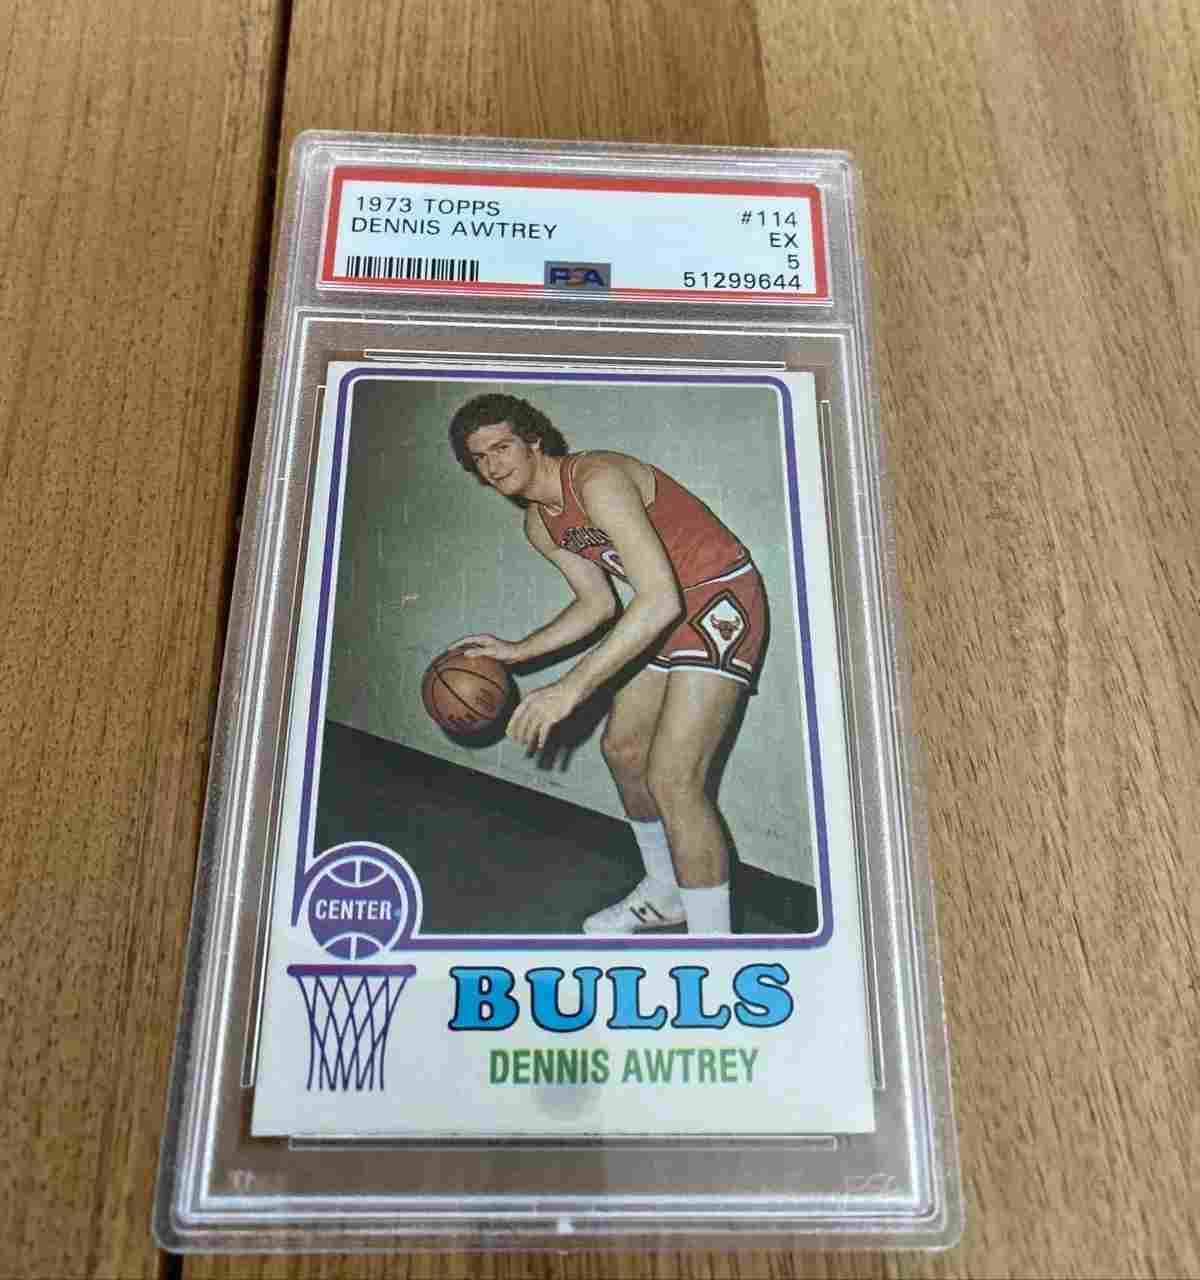 1973 TOPPS
DENNIS AWTREY
#114
EX
5
PSA
51299644
CENTER
BULLS
DENNIS AWTREY